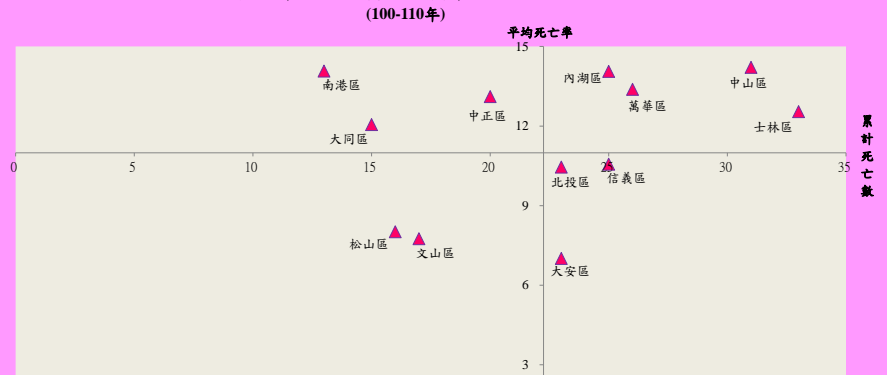 (100-110年)
平均死亡率
15
南港區
內湖區
中山區
萬華區
中正區
士林區
12
大同區
累計死亡數
0
5
10
15
20
25
30
35
北投區
信義區
9
松山區
文山區
大安區
6
3